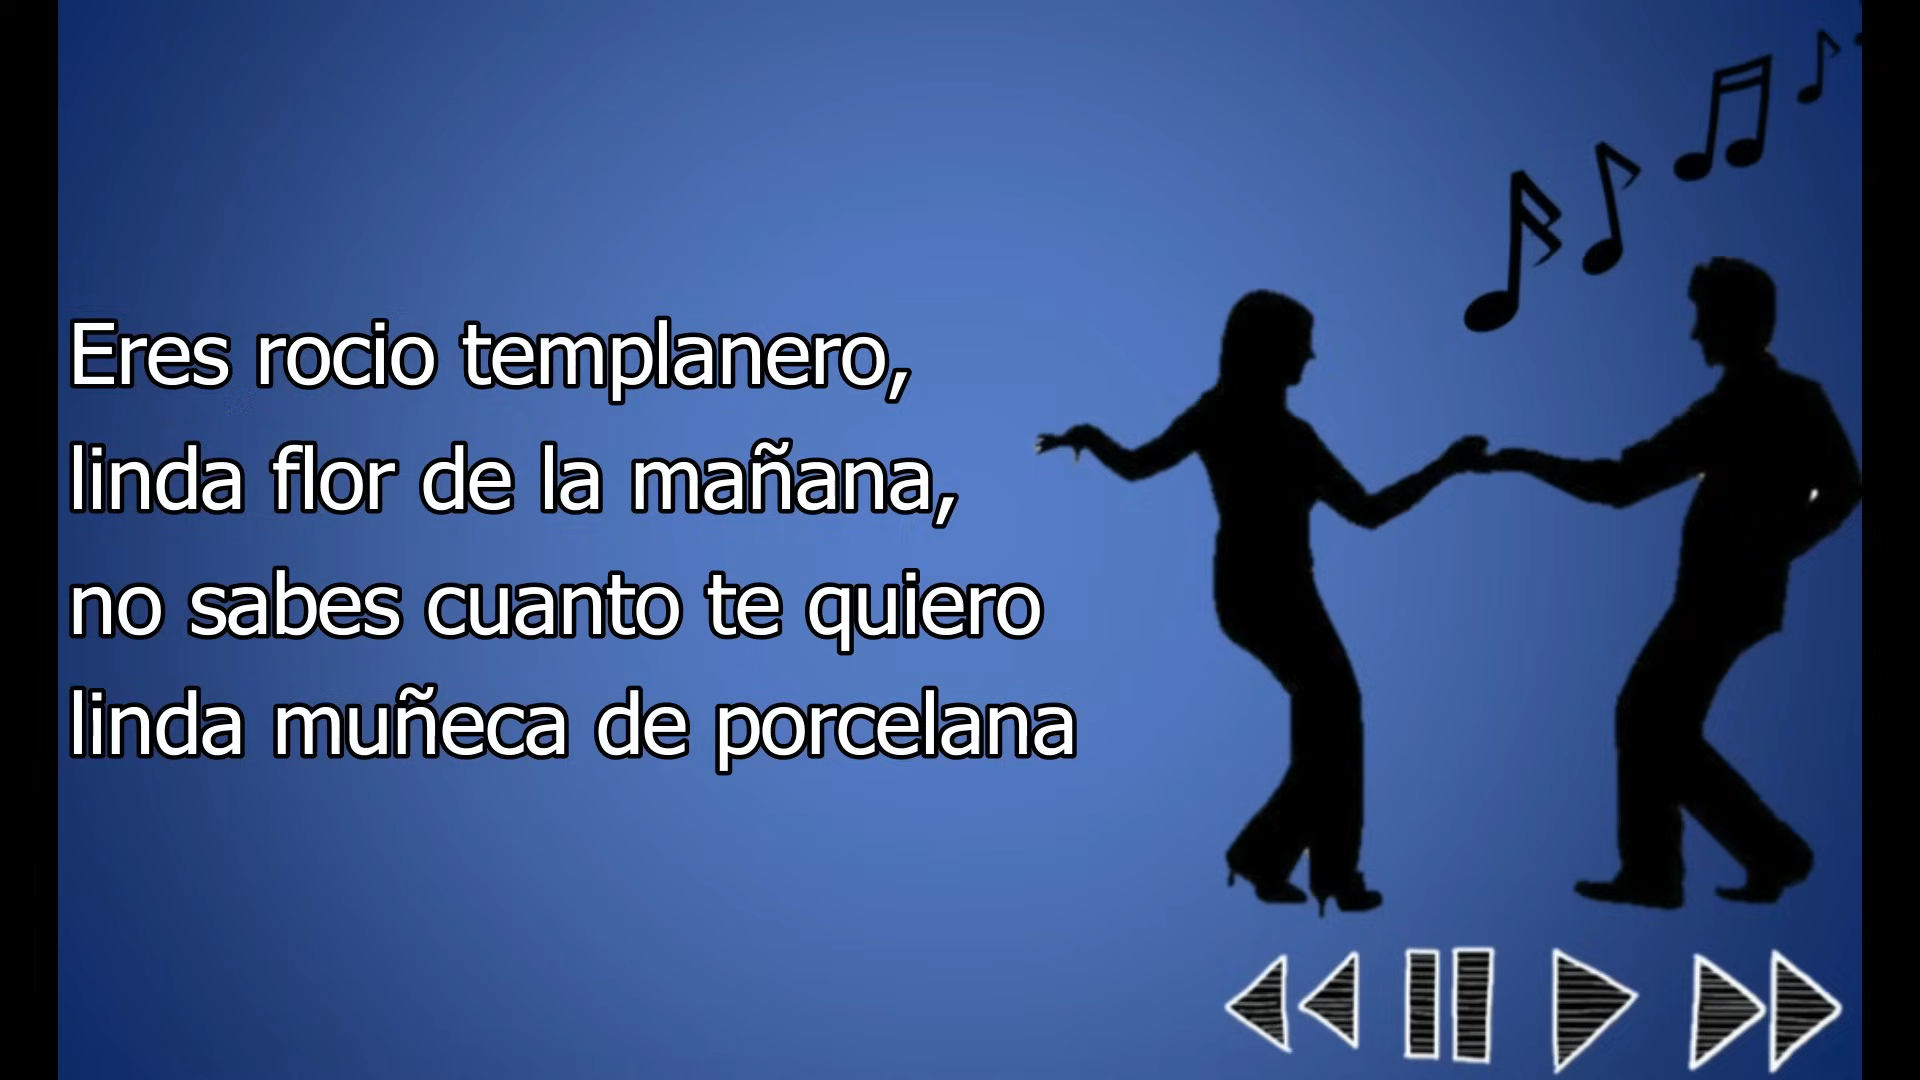 Eres rocio templanero,
linda flor de la mañana,
no sabes cuanto te quiero
linda muñeca de porcelana